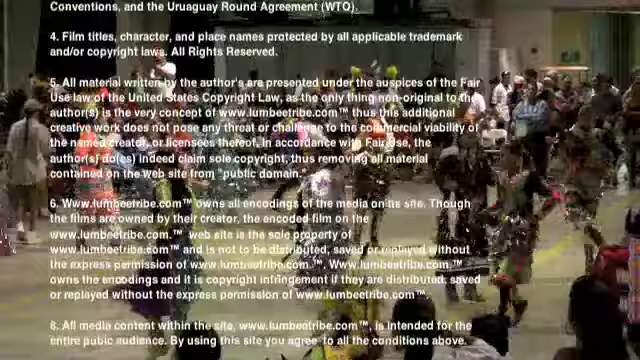 Conventions, and the Uruaguay Round Agreement (WTO).
4. Film titles, character, and place names protected by all applicable trademark
and/or copyright laws. All Rights Reserved.
5. All material written by the author's are presented under the auspices of the Fair
Use law of the United States Copyright Law, as the only thing non-original to the
author(s) is the very concept of www.lumbeetribe.com™ thus this additional
creative work does not pose any threat or challenge to the commercial viability of
the named creator, or licensees thereof. In accordance with Fair Use, the
author(s) do(es) indeed claim sole copyright, thus removing all material
contained on the web site from "public domain."
6. Www.lumbeetribe.com™ owns all encodings of the media on its site. Though
the films are owned by their creator, the encoded film on the
www.lumbeetribe.com.™ web site is the sole property of
www.lumbeetribe.com™ and is not to be distributed, saved or replayed without
the express permission of www.lumbeetribe.com.™. Www.lumbeetribe.com.™
owns the encodings and it is copyright infringement if they are distributed, saved
or replayed without the express permission of www.lumbeetribe.com™.
8. All media content within the site, www.lumbeetribe.com™, is intended for the
entire public audience. By using this site you agree to all the conditions above.